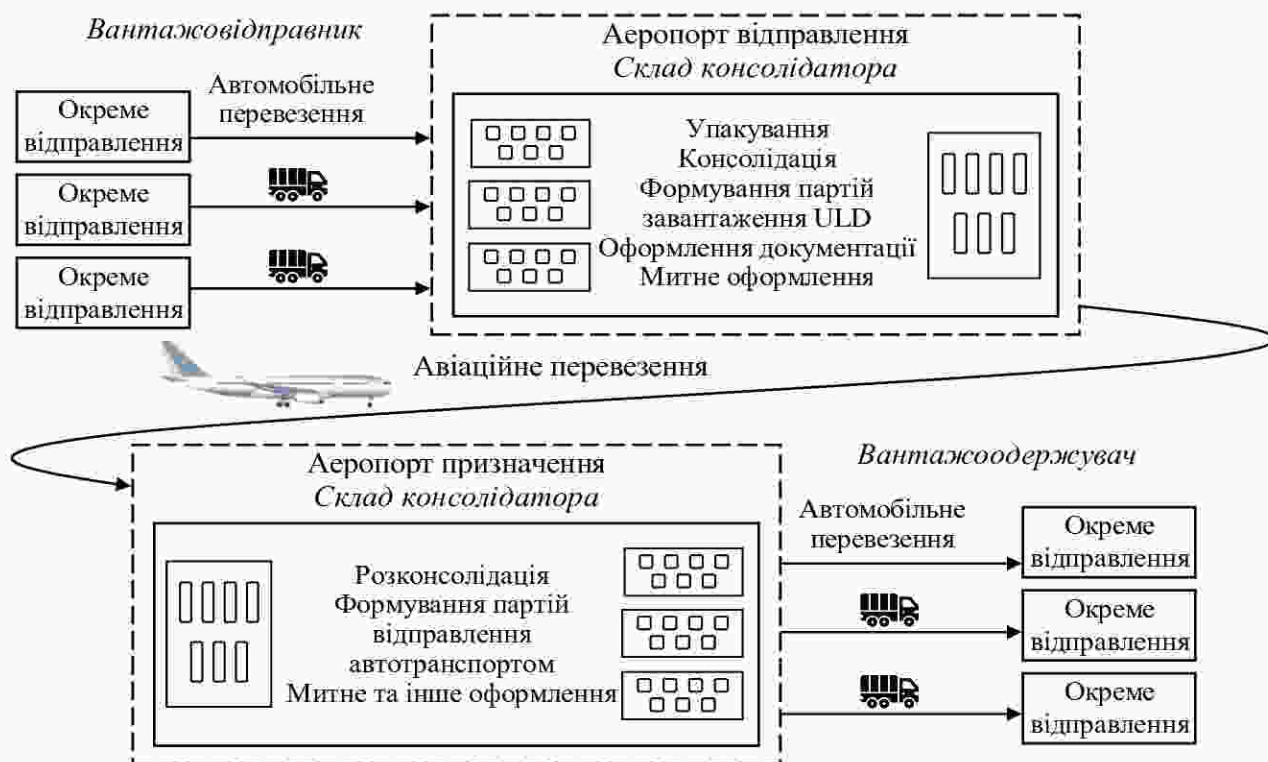 Вантажовідправник
Автомобільне
перевезення
Окреме
відправлення
Окреме
відправлення
Окреме
відправлення
Аеропорт відправлення
Склад консолідатора
Упакування
Консолідація
Формування партій
завантаження ULD
Оформлення документації
Митне оформлення
Авіаційне перевезення
Аеропорт призначення
Склад консолідатора
Розконсолідація
Формування партій
відправлення
автотранспортом
Митне та інше оформлення
Вантажоодержувач
Автомобільне
перевезення
Окреме
відправлення
Окреме
відправлення
Окреме
відправлення